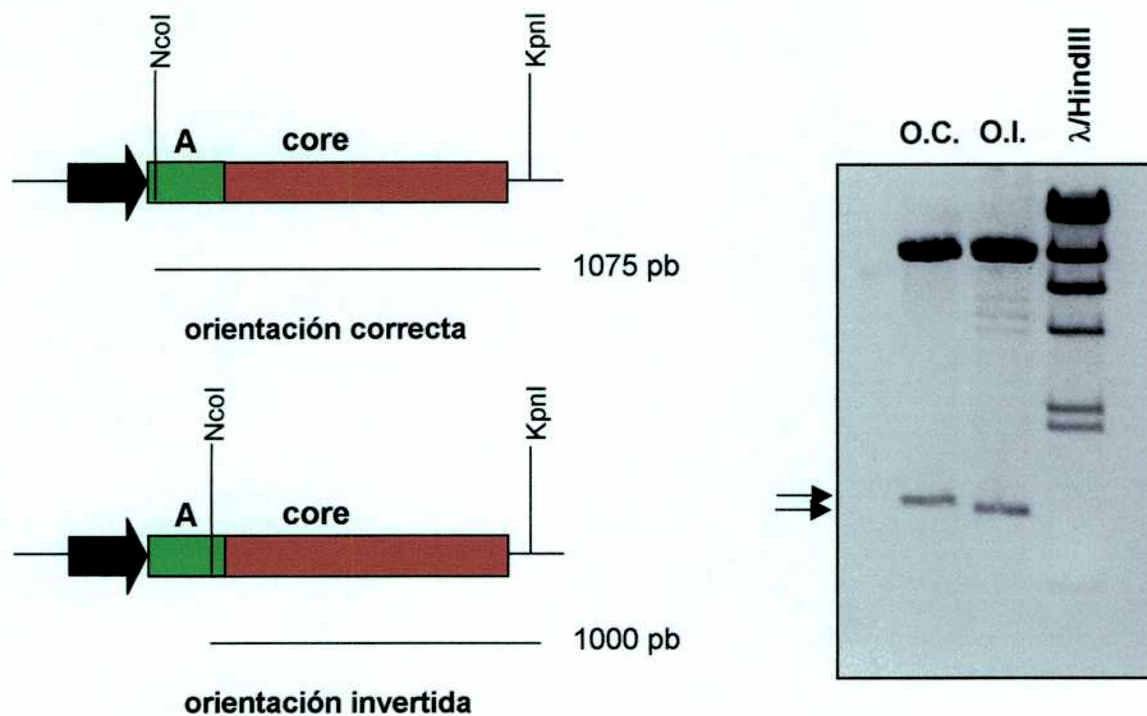 NcoI
KpnI
A
core
1075 pb
orientación correcta
NcoI
KpnI
A
core
1000 pb
orientación invertida
O.C.
O.I.
λ/HindIII